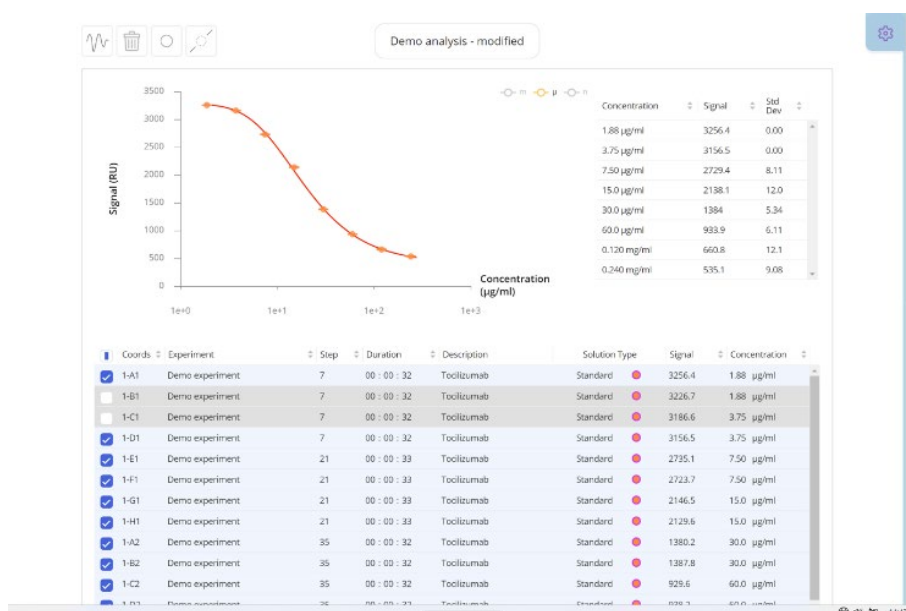 Demo analysis - modified
m μ n
3500
3000
2500
2000
1500
1000
500
0
Signal (RU)
1e+0 1e+1 1e+2 1e+3
Concentration
(μg/ml)
Concentration Signal Std Dev
1.88 μg/ml 3256.4 0.00
3.75 μg/ml 3156.5 0.00
7.50 μg/ml 2729.4 8.11
15.0 μg/ml 2138.1 12.0
30.0 μg/ml 1384 5.34
60.0 μg/ml 933.9 6.11
0.120 mg/ml 660.8 12.1
0.240 mg/ml 535.1 9.08
Coords Experiment Step Duration Description Solution Type Signal Concentration
1-A1 Demo experiment 7 00 : 00 : 32 Tocilizumab Standard 3256.4 1.88 μg/ml
1-B1 Demo experiment 7 00 : 00 : 32 Tocilizumab Standard 3226.7 1.88 μg/ml
1-C1 Demo experiment 7 00 : 00 : 32 Tocilizumab Standard 3186.6 3.75 μg/ml
1-D1 Demo experiment 7 00 : 00 : 32 Tocilizumab Standard 3156.5 3.75 μg/ml
1-E1 Demo experiment 21 00 : 00 : 33 Tocilizumab Standard 2735.1 7.50 μg/ml
1-F1 Demo experiment 21 00 : 00 : 33 Tocilizumab Standard 2723.7 7.50 μg/ml
1-G1 Demo experiment 21 00 : 00 : 33 Tocilizumab Standard 2146.5 15.0 μg/ml
1-H1 Demo experiment 21 00 : 00 : 33 Tocilizumab Standard 2129.6 15.0 μg/ml
1-A2 Demo experiment 35 00 : 00 : 32 Tocilizumab Standard 1380.2 30.0 μg/ml
1-B2 Demo experiment 35 00 : 00 : 32 Tocilizumab Standard 1387.8 30.0 μg/ml
1-C2 Demo experiment 35 00 : 00 : 32 Tocilizumab Standard 929.6 60.0 μg/ml